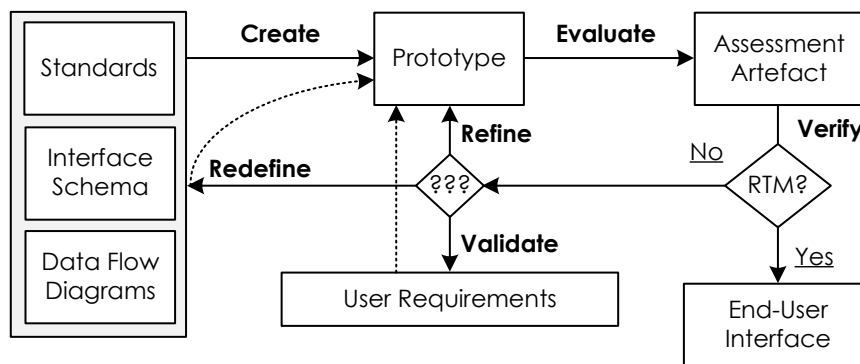 Standards
Create
Prototype
Evaluate
Assessment
Artefact
Verify
Interface
Schema
Redefine
Refine
???
No
RTM?
Validate
Yes
Data Flow
Diagrams
User Requirements
End-User
Interface